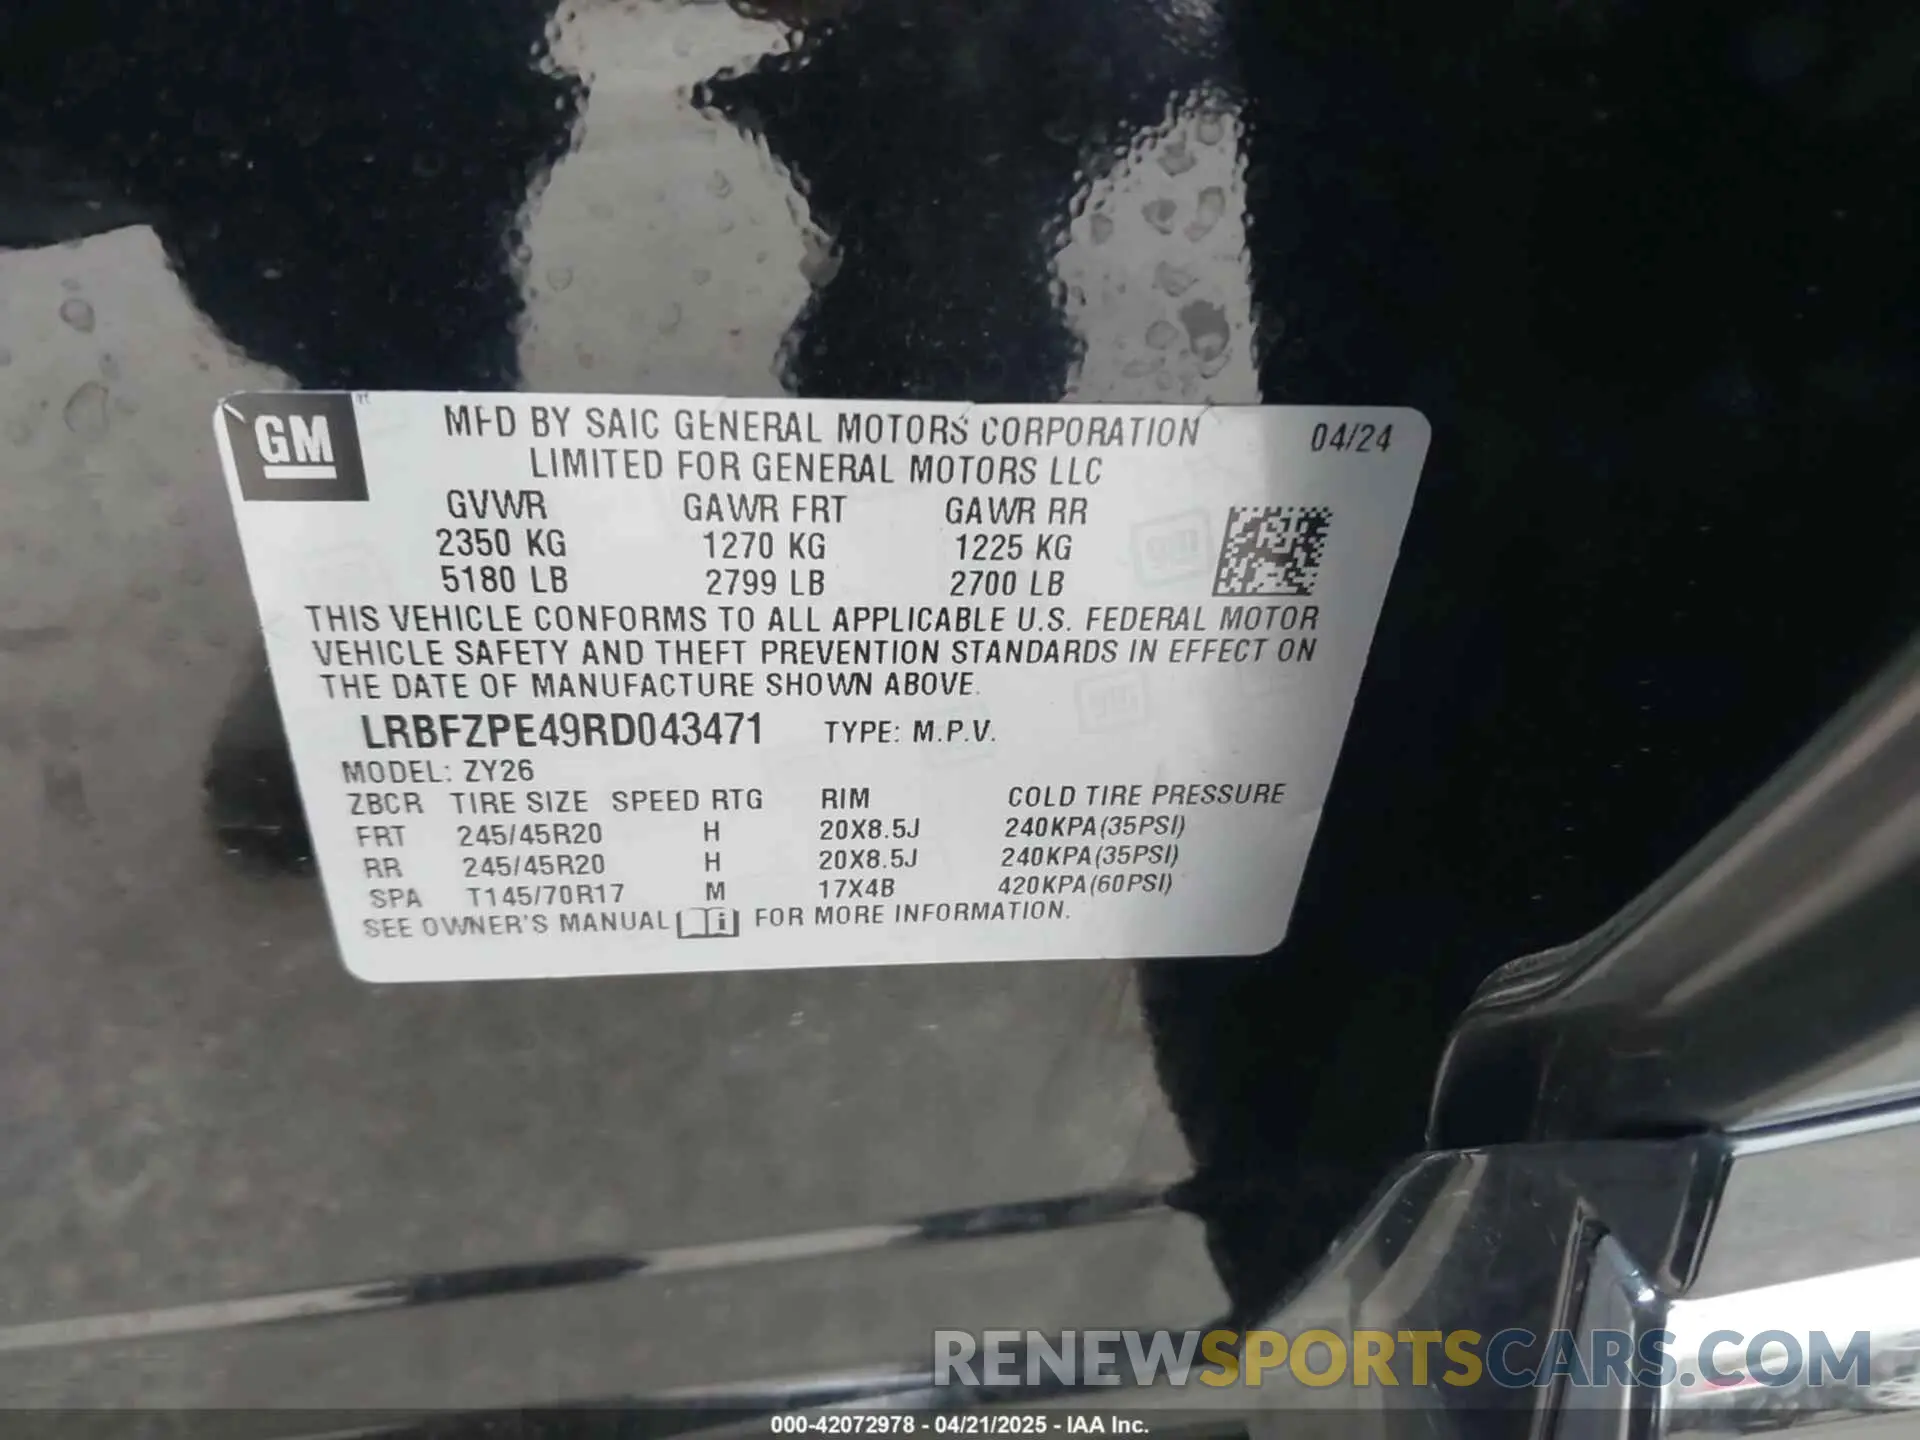 GM
MFD BY SAIC GENERAL MOTORS CORPORATION 04/24
LIMITED FOR GENERAL MOTORS LLC
GVWR GAWR FRT GAWR RR
2350 KG 1270 KG 1225 KG
5180 LB 2799 LB 2700 LB
THIS VEHICLE CONFORMS TO ALL APPLICABLE U.S. FEDERAL MOTOR
VEHICLE SAFETY AND THEFT PREVENTION STANDARDS IN EFFECT ON
THE DATE OF MANUFACTURE SHOWN ABOVE.
LRBFZPE49RD043471 TYPE: M.P.V.
MODEL: ZY26
ZBCR TIRE SIZE SPEED RTG RIM COLD TIRE PRESSURE
FRT 245/45R20 H 20X8.5J 240KPA(35PSI)
RR 245/45R20 H 20X8.5J 240KPA(35PSI)
SPA T145/70R17 M 17X4B 420KPA(60PSI)
SEE OWNER'S MANUAL i FOR MORE INFORMATION.
RENEWSPORTSCARS.COM
000-42072978 - 04/21/2025 - IAA Inc.